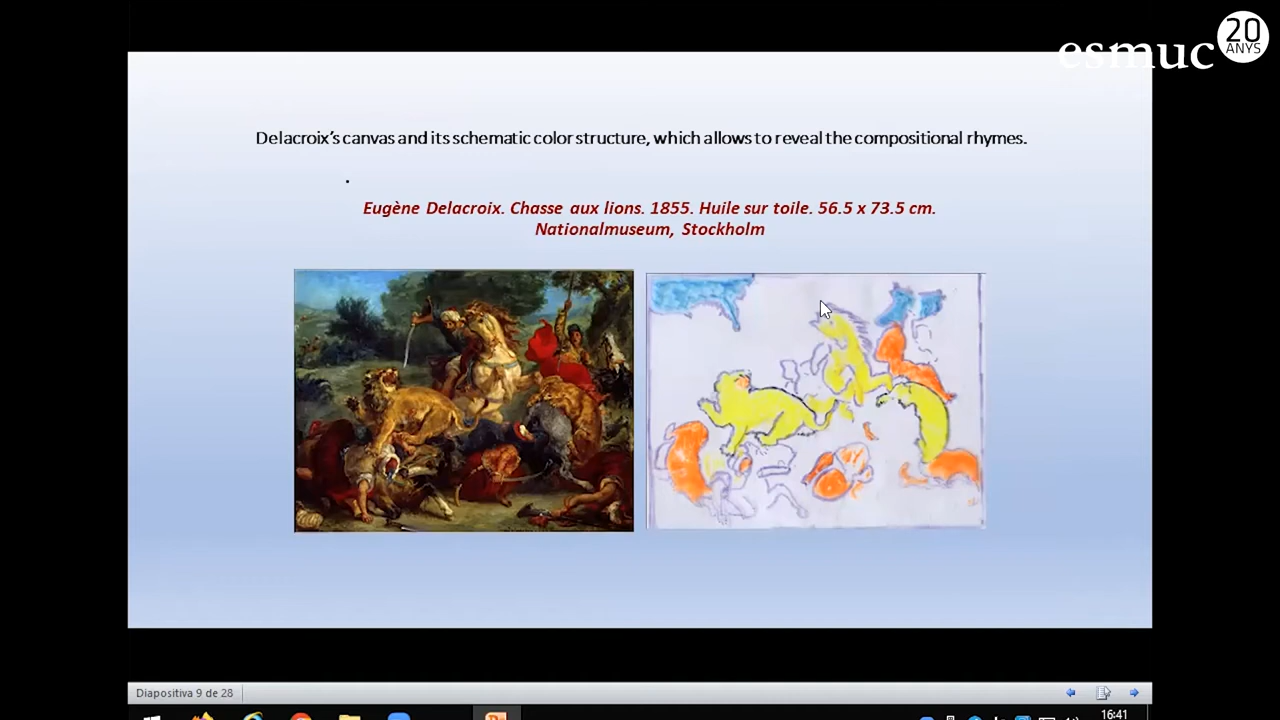 20
ANYS
esmuc
Delacroix's canvas and its schematic color structure, which allows to reveal the compositional rhymes.
.
Eugène Delacroix. Chasse aux lions. 1855. Huile sur toile. 56.5 x 73.5 cm.
Nationalmuseum, Stockholm
Diapositiva 9 de 28
16:41